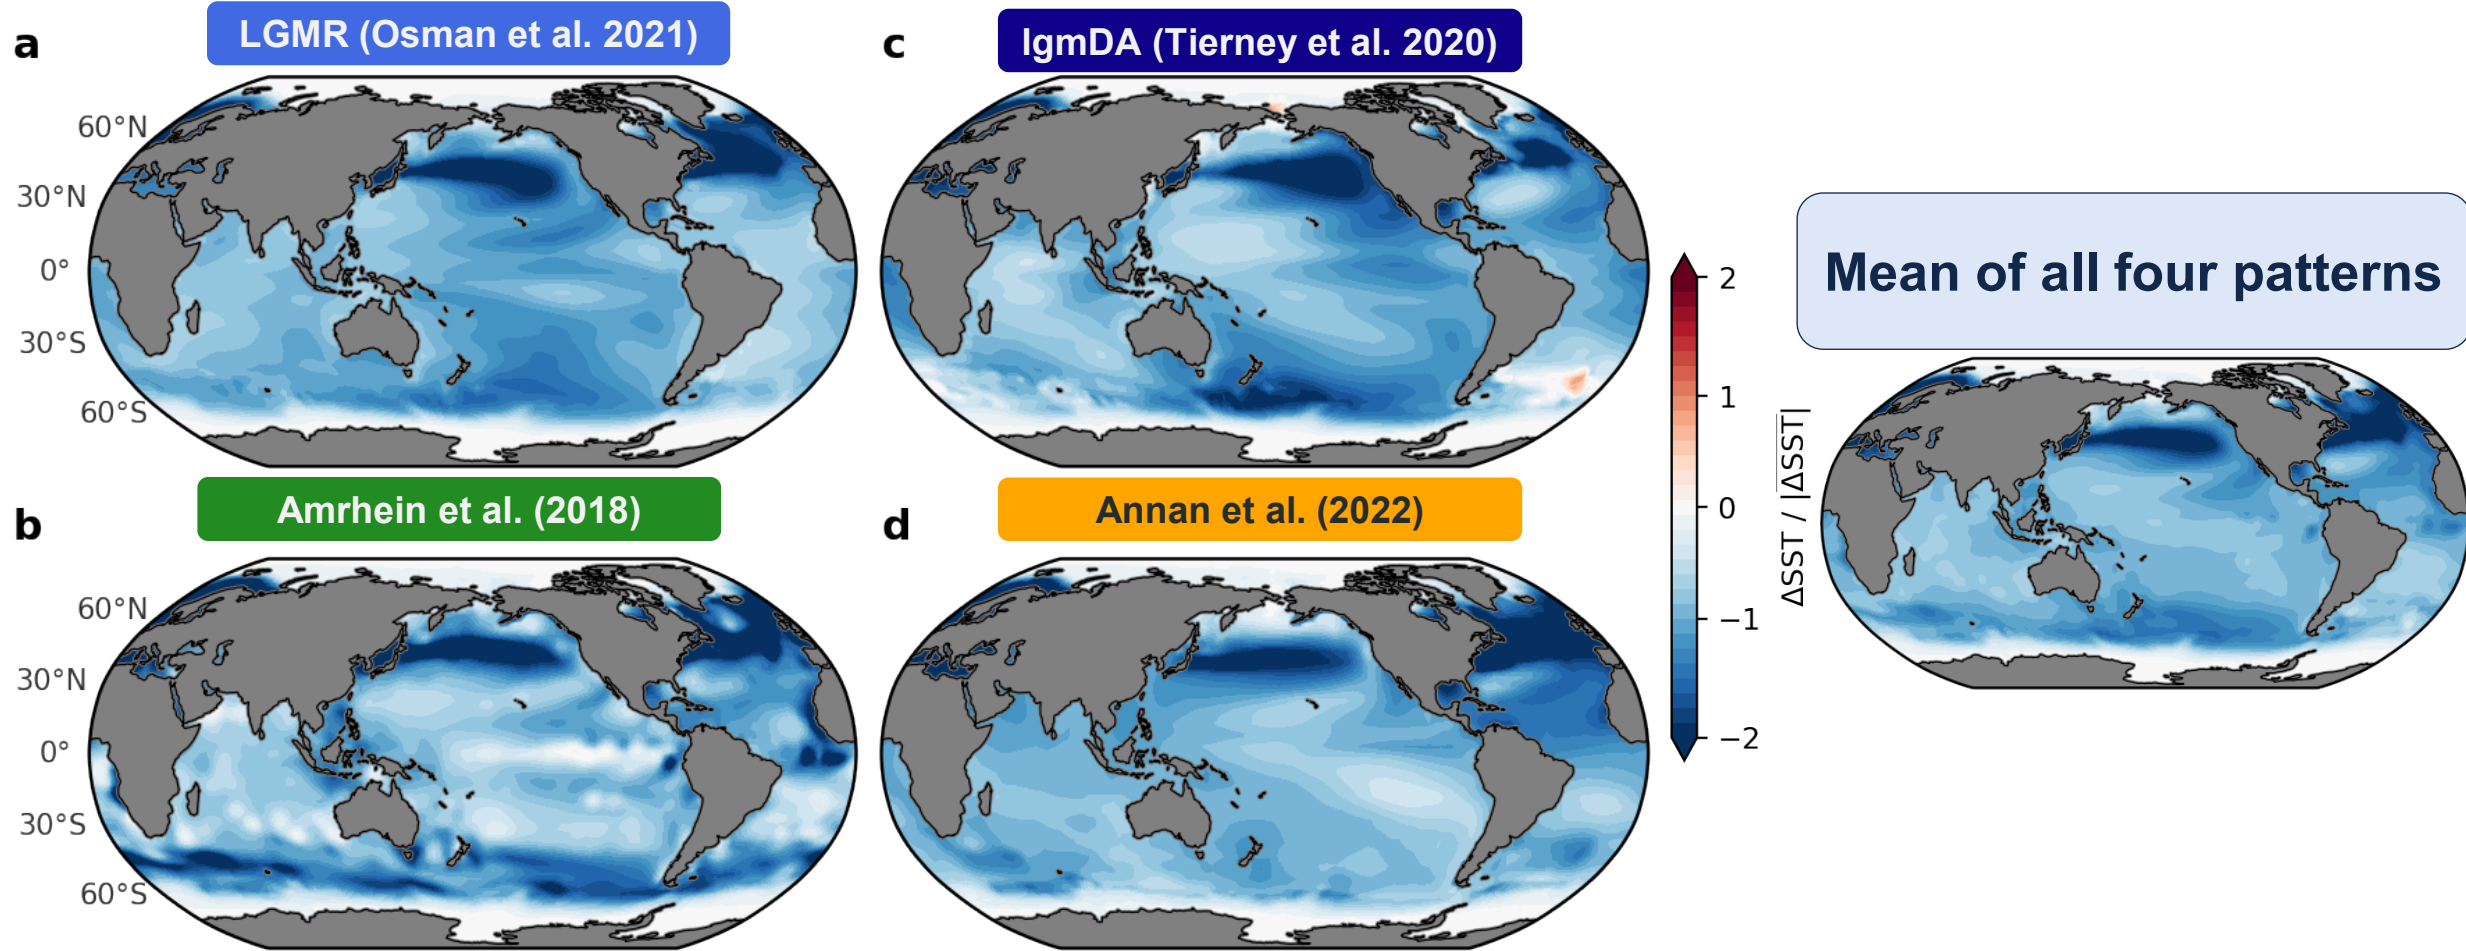 a
LGMR (Osman et al. 2021)
60°N
30°N
0°
30°S
60°S
c
lgmDA (Tierney et al. 2020)
b
Amrhein et al. (2018)
60°N
30°N
0°
30°S
60°S
d
Annan et al. (2022)
2
1
0
−1
−2
ΔSST / |ΔSST|
Mean of all four patterns